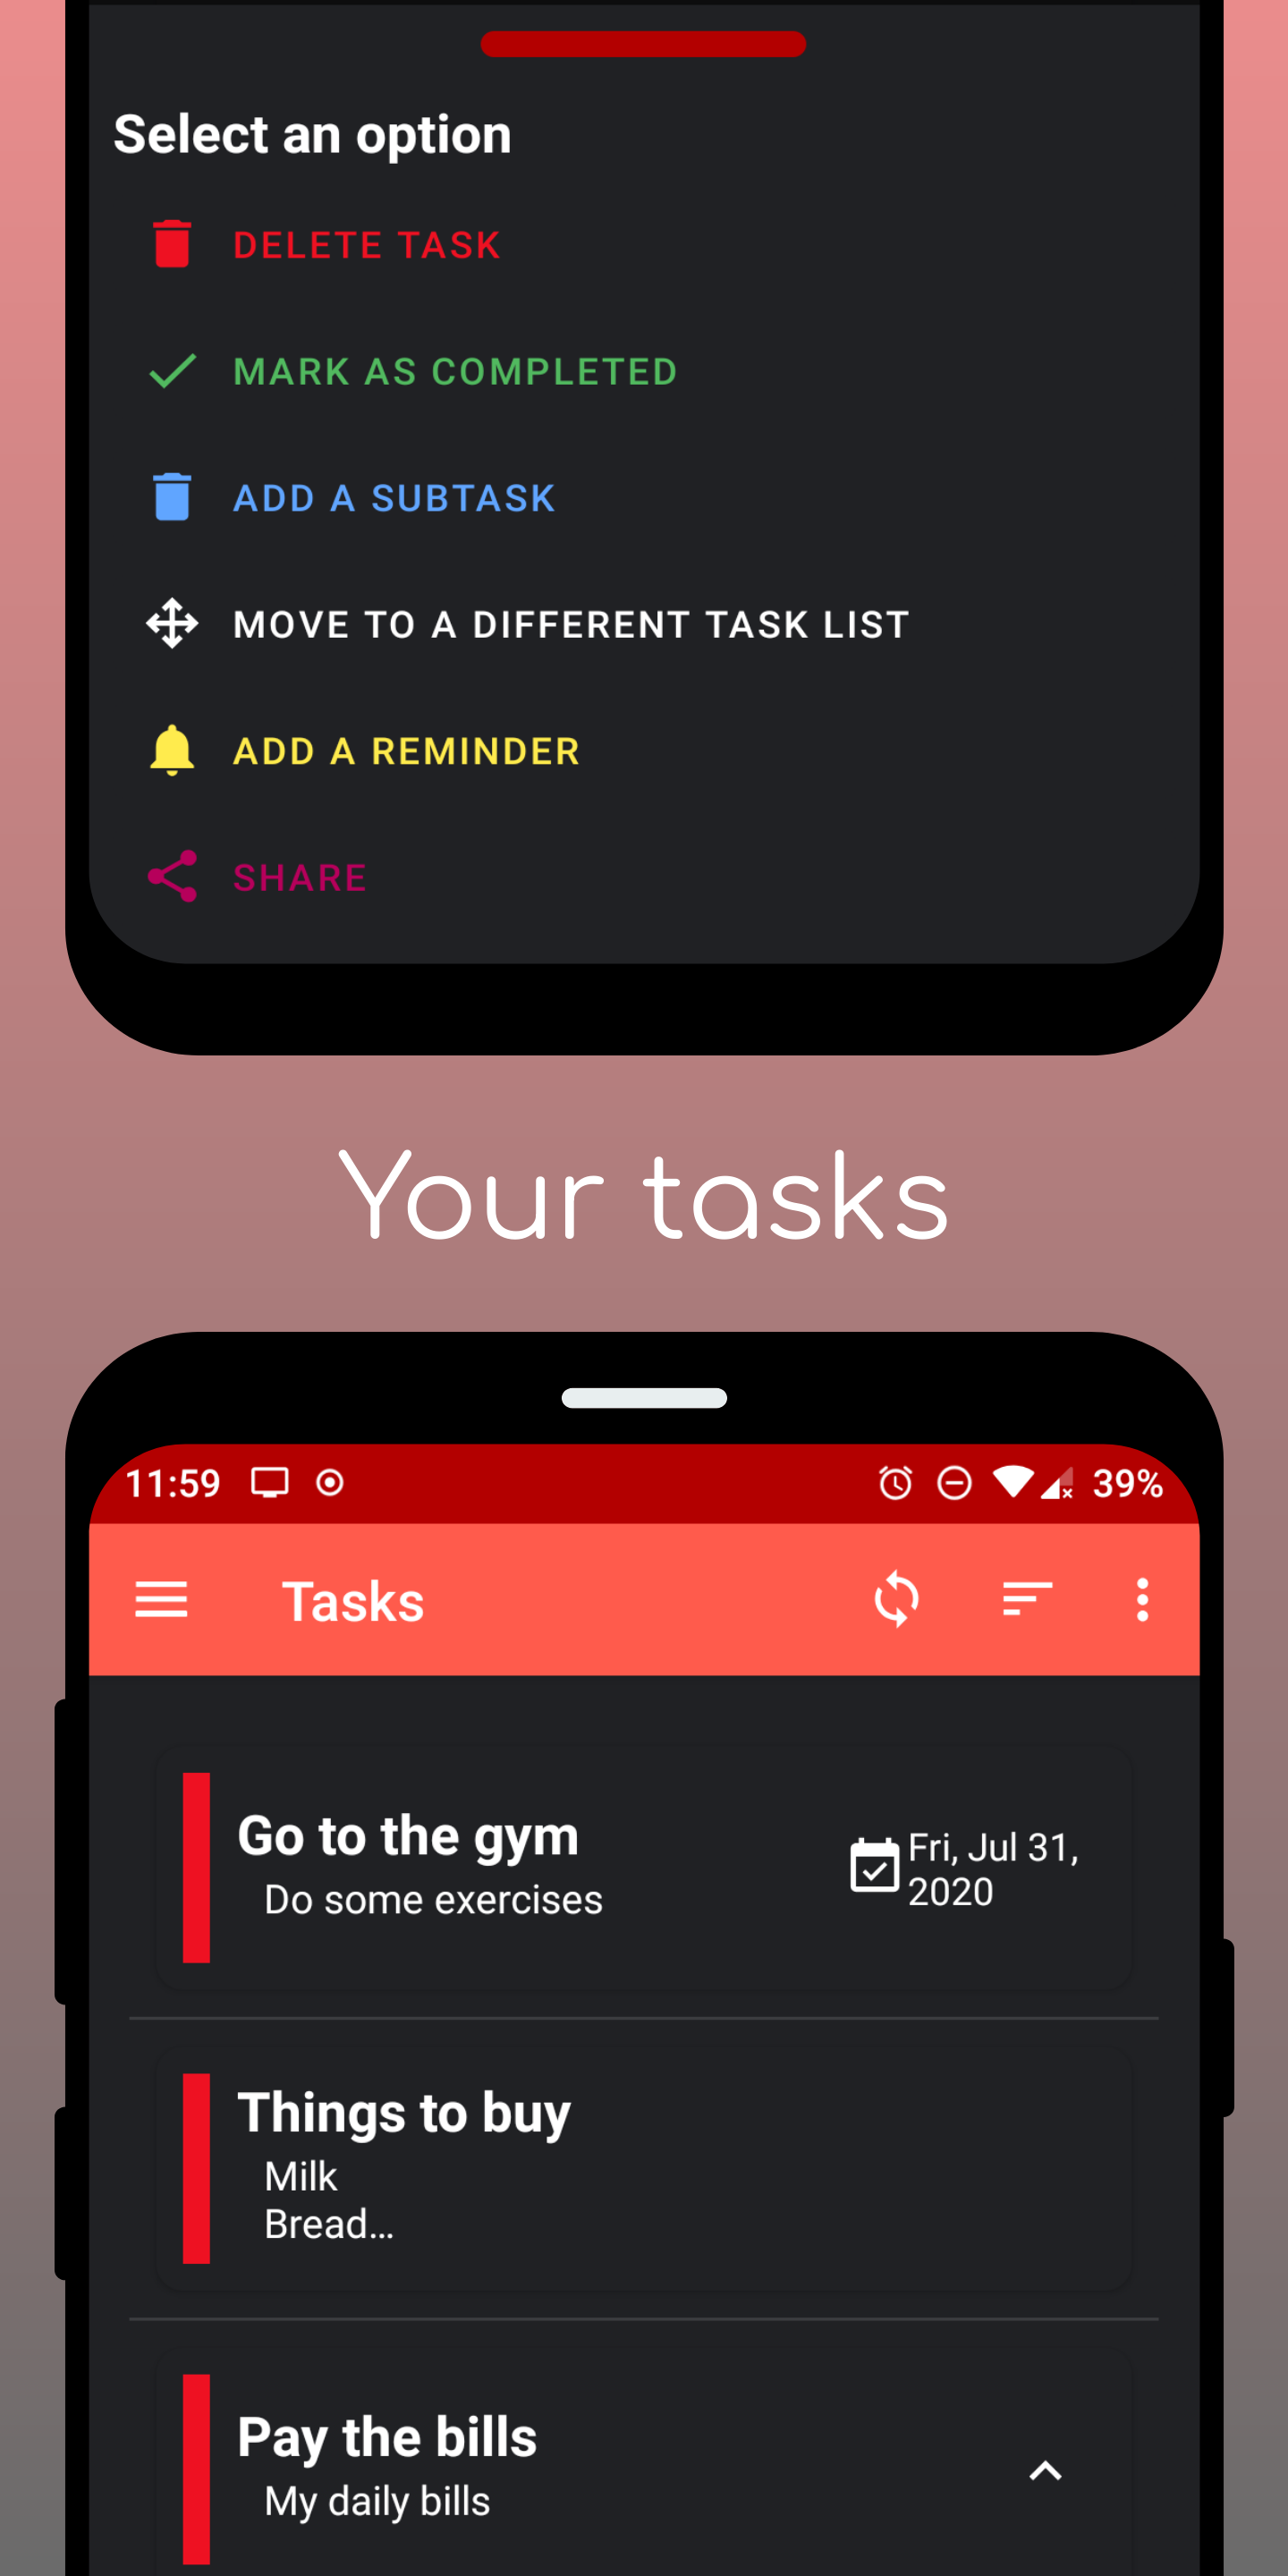 Select an option
DELETE TASK
MARK AS COMPLETED
ADD A SUBTASK
MOVE TO A DIFFERENT TASK LIST
ADD A REMINDER
SHARE
Your tasks
11:59 39%
Tasks
Go to the gym
Do some exercises
Fri, Jul 31,
2020
Things to buy
Milk
Bread...
Pay the bills
My daily bills